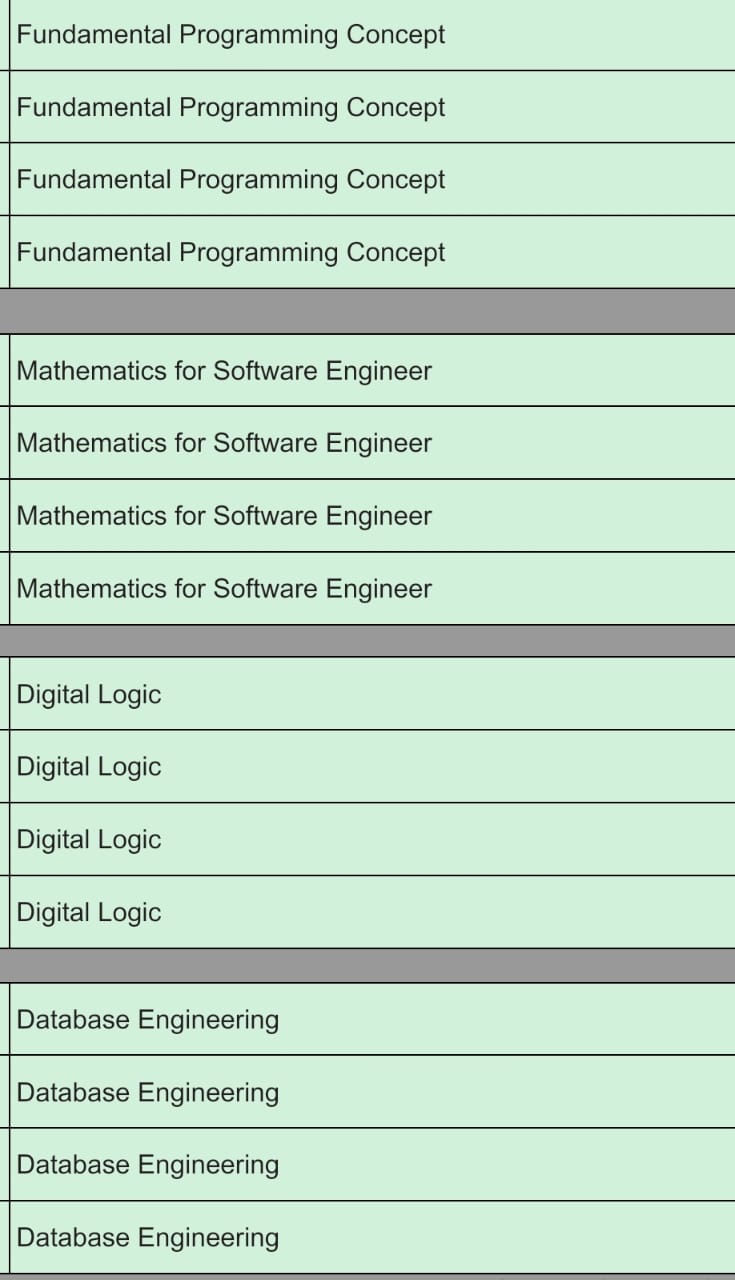 Fundamental Programming Concept
Fundamental Programming Concept
Fundamental Programming Concept
Fundamental Programming Concept
Mathematics for Software Engineer
Mathematics for Software Engineer
Mathematics for Software Engineer
Mathematics for Software Engineer
Digital Logic
Digital Logic
Digital Logic
Digital Logic
Database Engineering
Database Engineering
Database Engineering
Database Engineering